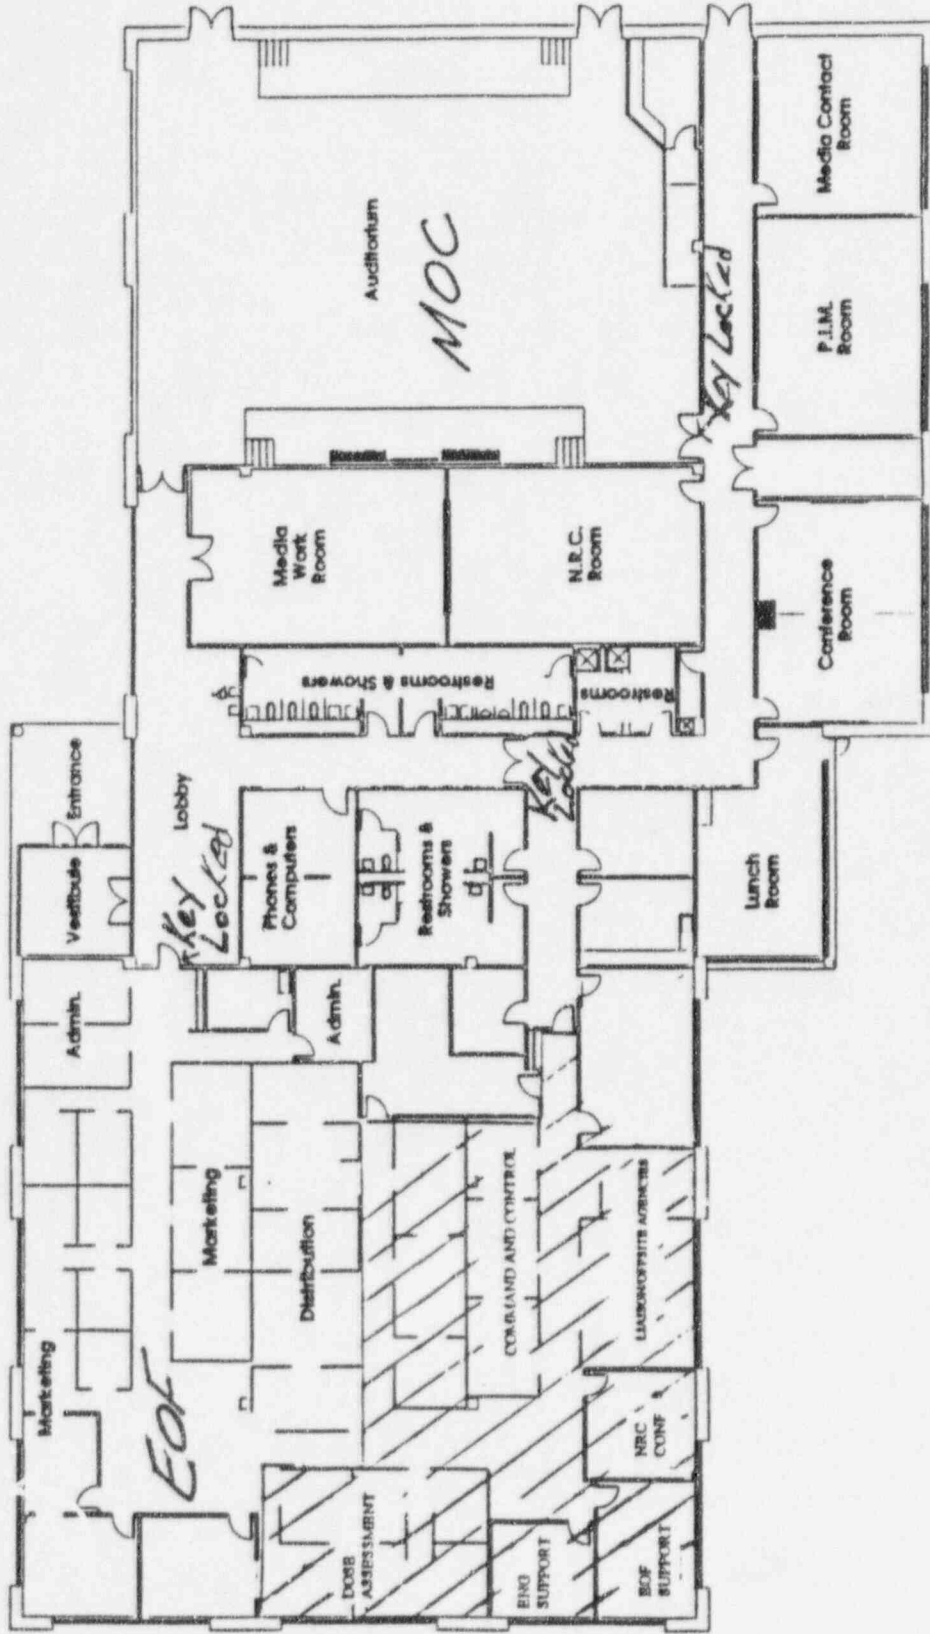 Marketing
Admin.
Vestibule
Entrance
EOF
Key
Locked
Lobby
Marketing
Distribution
Admin.
Phones &
Computers
Restrooms &
Showers
Key
Locked
Restrooms & Showers
Restrooms
Media
Work
Room
N.R.C.
Room
Auditorium
MOC
Key Locked
DOSE
ASSESSMENT
ENG
SUPPORT
EOF
SUPPORT
NRC
CONF
COMMAND AND CONTROL
LIAISON OFFSITE AGENCIES
Lunch
Room
Conference
Room
P.I.M.
Room
Media Contact
Room